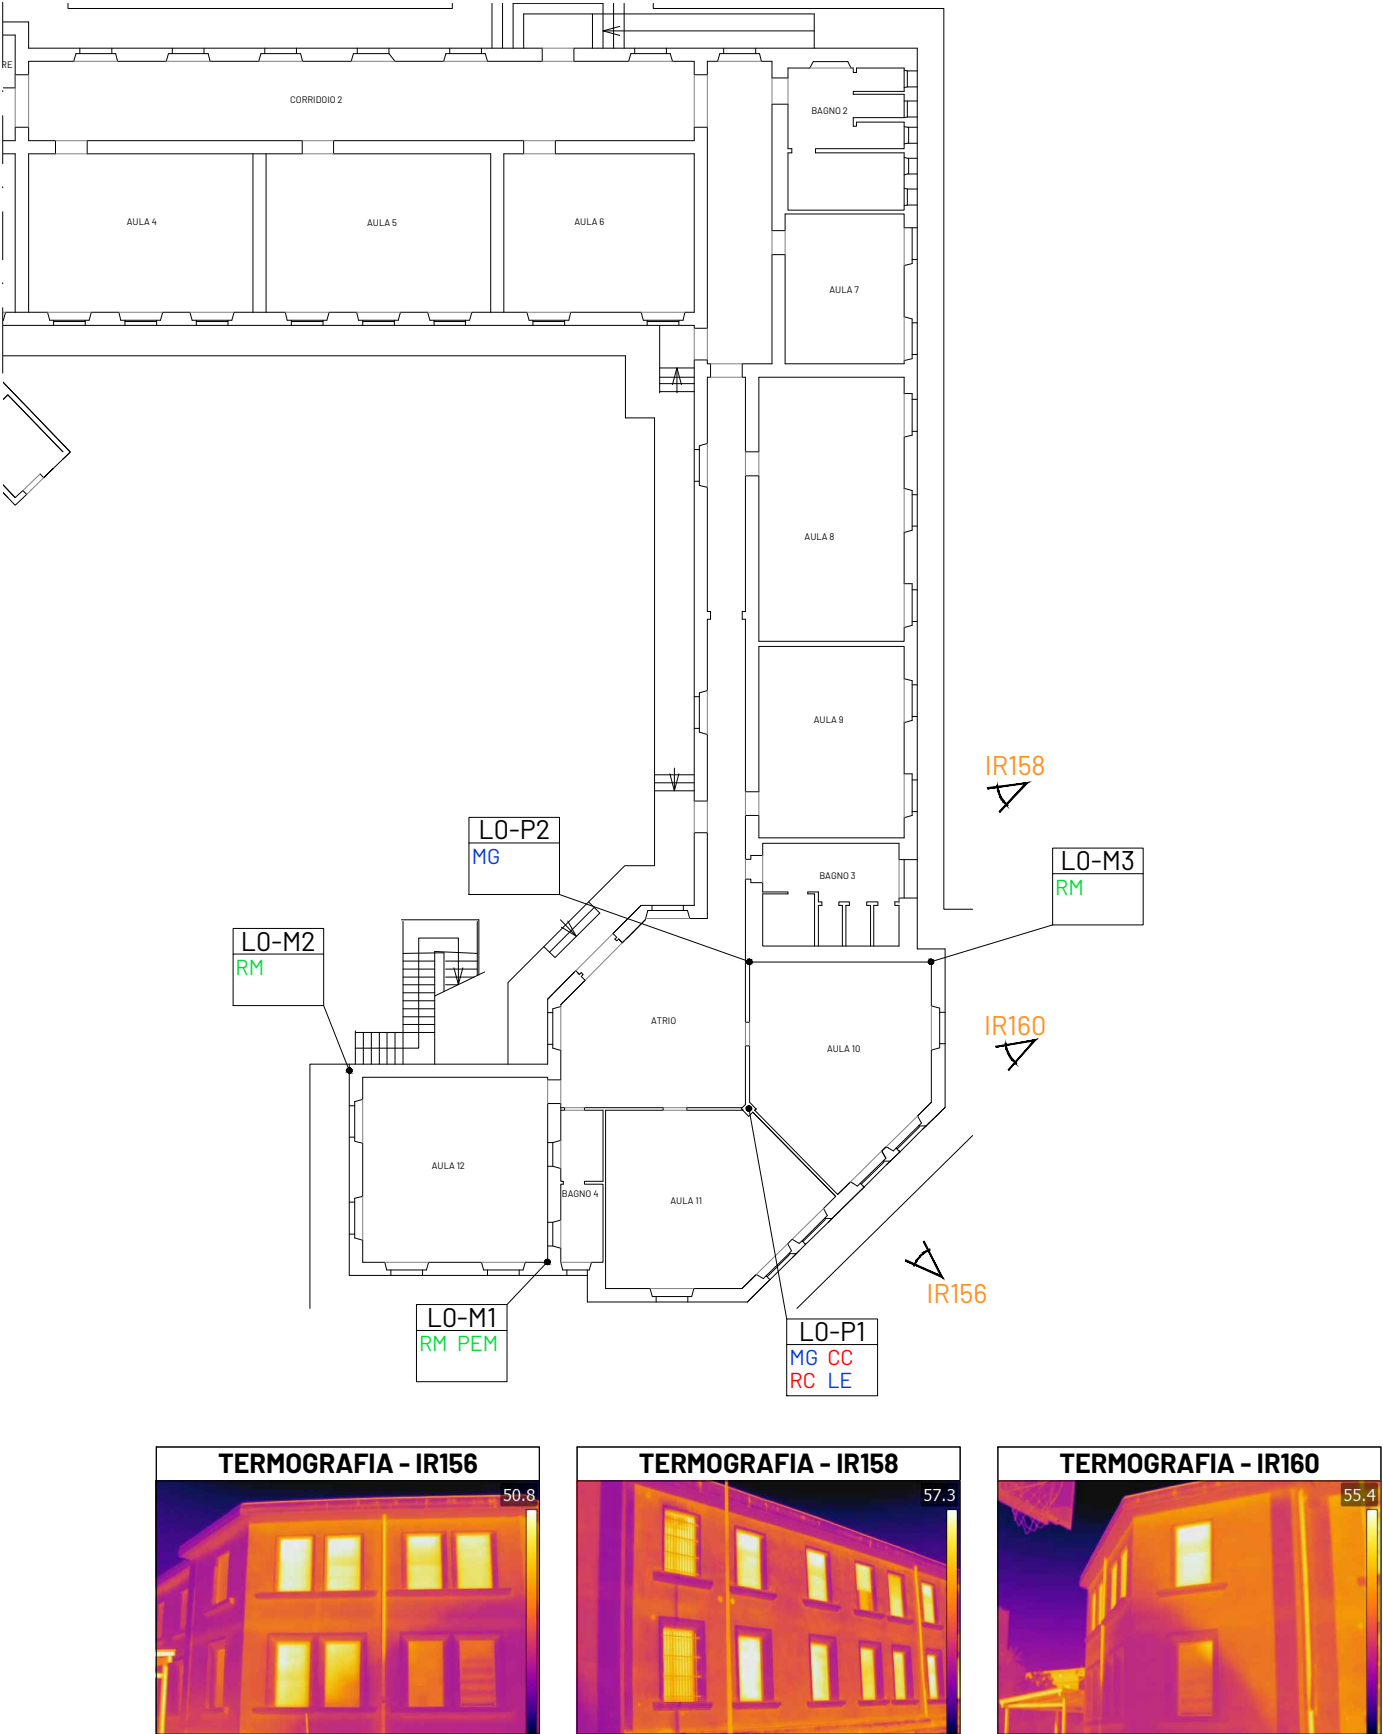 RE
CORRIDOIO 2
BAGNO 2
AULA 4
AULA 5
AULA 6
AULA 7
AULA 8
AULA 9
IR158
L0-P2
MG
L0-M3
RM
BAGNO 3
L0-M2
RM
ATRIO
IR160
AULA 10
AULA 12
BAGNO 4
AULA 11
IR156
L0-M1
RM PEM
L0-P1
MG CC
RC LE
TERMOGRAFIA - IR156
50.8
TERMOGRAFIA - IR158
57.3
TERMOGRAFIA - IR160
55.4